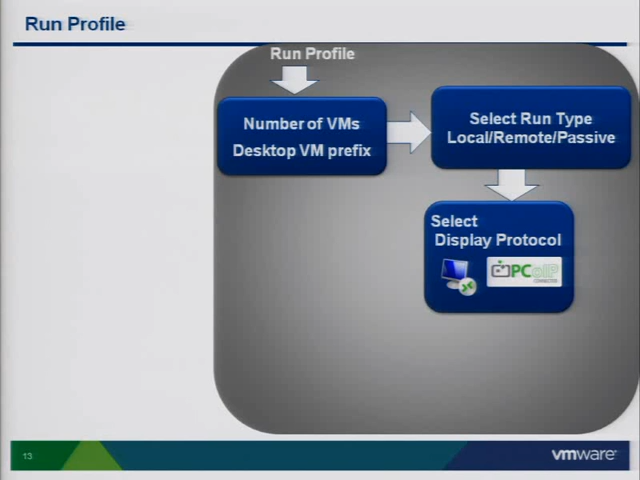 Run Profile
Run Profile
Number of VMs
Desktop VM prefix
Select Run Type
Local/Remote/Passive
Select
Display Protocol
PCoIP
13
vmware